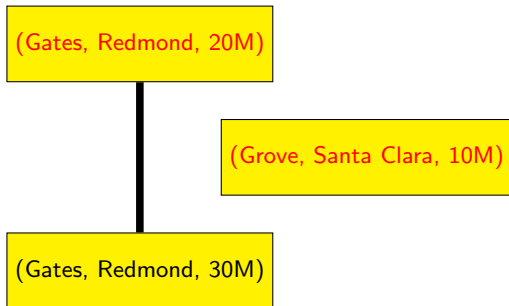 (Gates, Redmond, 20M)
(Grove, Santa Clara, 10M)
(Gates, Redmond, 30M)